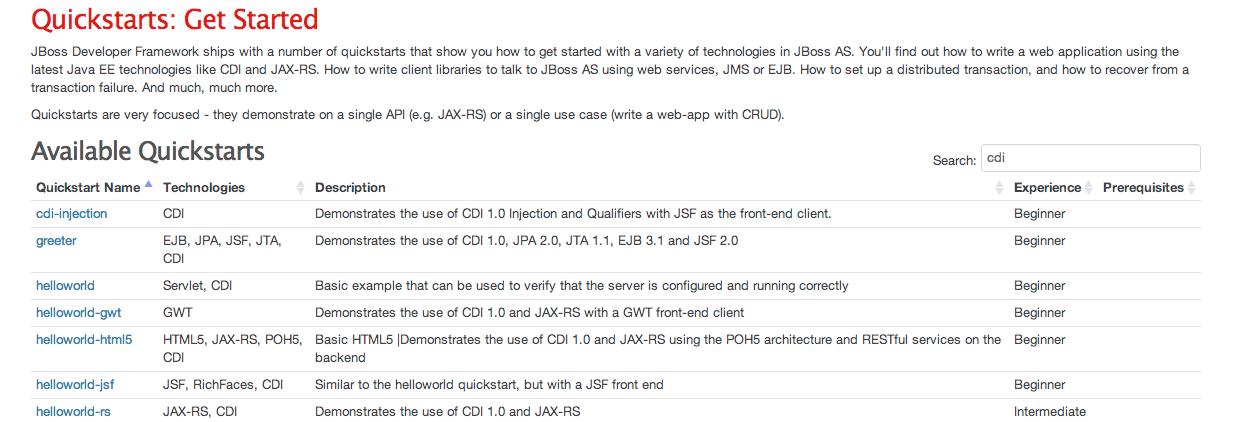 Quickstarts: Get Started
JBoss Developer Framework ships with a number of quickstarts that show you how to get started with a variety of technologies in JBoss AS. You'll find out how to write a web application using the
latest Java EE technologies like CDI and JAX-RS. How to write client libraries to talk to JBoss AS using web services, JMS or EJB. How to set up a distributed transaction, and how to recover from a
transaction failure. And much, much more.
Quickstarts are very focused - they demonstrate on a single API (e.g. JAX-RS) or a single use case (write a web-app with CRUD).
Available Quickstarts
Search: cdi
Quickstart Name Technologies Description Experience Prerequisites
cdi-injection CDI Demonstrates the use of CDI 1.0 Injection and Qualifiers with JSF as the front-end client. Beginner
greeter EJB, JPA, JSF, JTA, Demonstrates the use of CDI 1.0, JPA 2.0, JTA 1.1, EJB 3.1 and JSF 2.0 Beginner
CDI
helloworld Servlet, CDI Basic example that can be used to verify that the server is configured and running correctly Beginner
helloworld-gwt GWT Demonstrates the use of CDI 1.0 and JAX-RS with a GWT front-end client Beginner
helloworld-html5 HTML5, JAX-RS, POH5, Basic HTML5 |Demonstrates the use of CDI 1.0 and JAX-RS using the POH5 architecture and RESTful services on the Beginner
CDI backend
helloworld-jsf JSF, RichFaces, CDI Similar to the helloworld quickstart, but with a JSF front end Beginner
helloworld-rs JAX-RS, CDI Demonstrates the use of CDI 1.0 and JAX-RS Intermediate